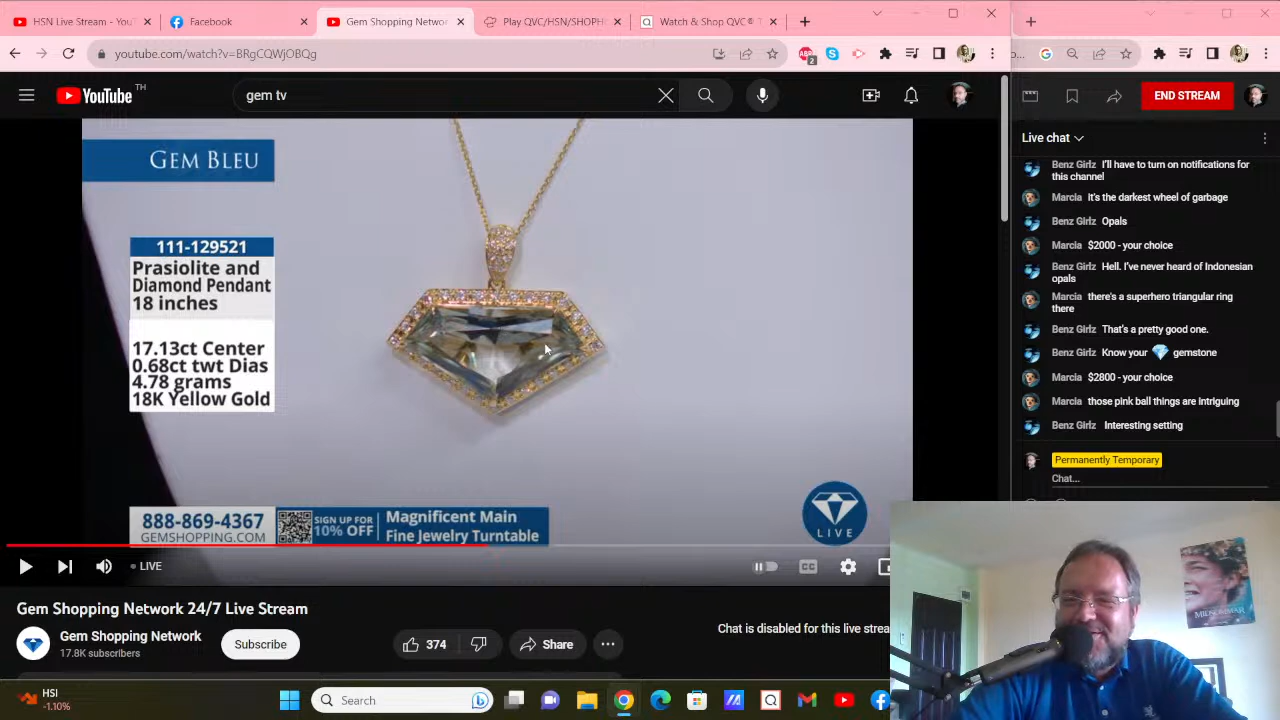 HSN Live Stream - YouT
Facebook
Gem Shopping Network
Play QVC/HSN/SHOPH
Watch & Shop QVC®
youtube.com/watch?v=BRgCQWjOBQg
2
YouTube TH
gem tv
END STREAM
GEM BLEU
111-129521
Prasiolite and
Diamond Pendant
18 inches
17.13ct Center
0.68ct twt Dias
4.78 grams
18K Yellow Gold
888-869-4367
GEMSHOPPING.COM
SIGN UP FOR
10% OFF
Magnificent Main
Fine Jewelry Turntable
LIVE
LIVE
CC
Gem Shopping Network 24/7 Live Stream
Gem Shopping Network
17.8K subscribers
Subscribe
374
Share
Chat is disabled for this live strea
Live chat
Benz Girlz I'll have to turn on notifications for
this channel
Marcia It's the darkest wheel of garbage
Benz Girlz Opals
Marcia $2000 - your choice
Benz Girlz Hell. I've never heard of Indonesian
opals
Marcia there's a superhero triangular ring
there
Benz Girlz That's a pretty good one.
Benz Girlz Know your 💎 gemstone
Marcia $2800 - your choice
Marcia those pink ball things are intriguing
Benz Girlz Interesting setting
Permanently Temporary
Chat...
MIDSOMMAR
HSI
-1.10%
Search